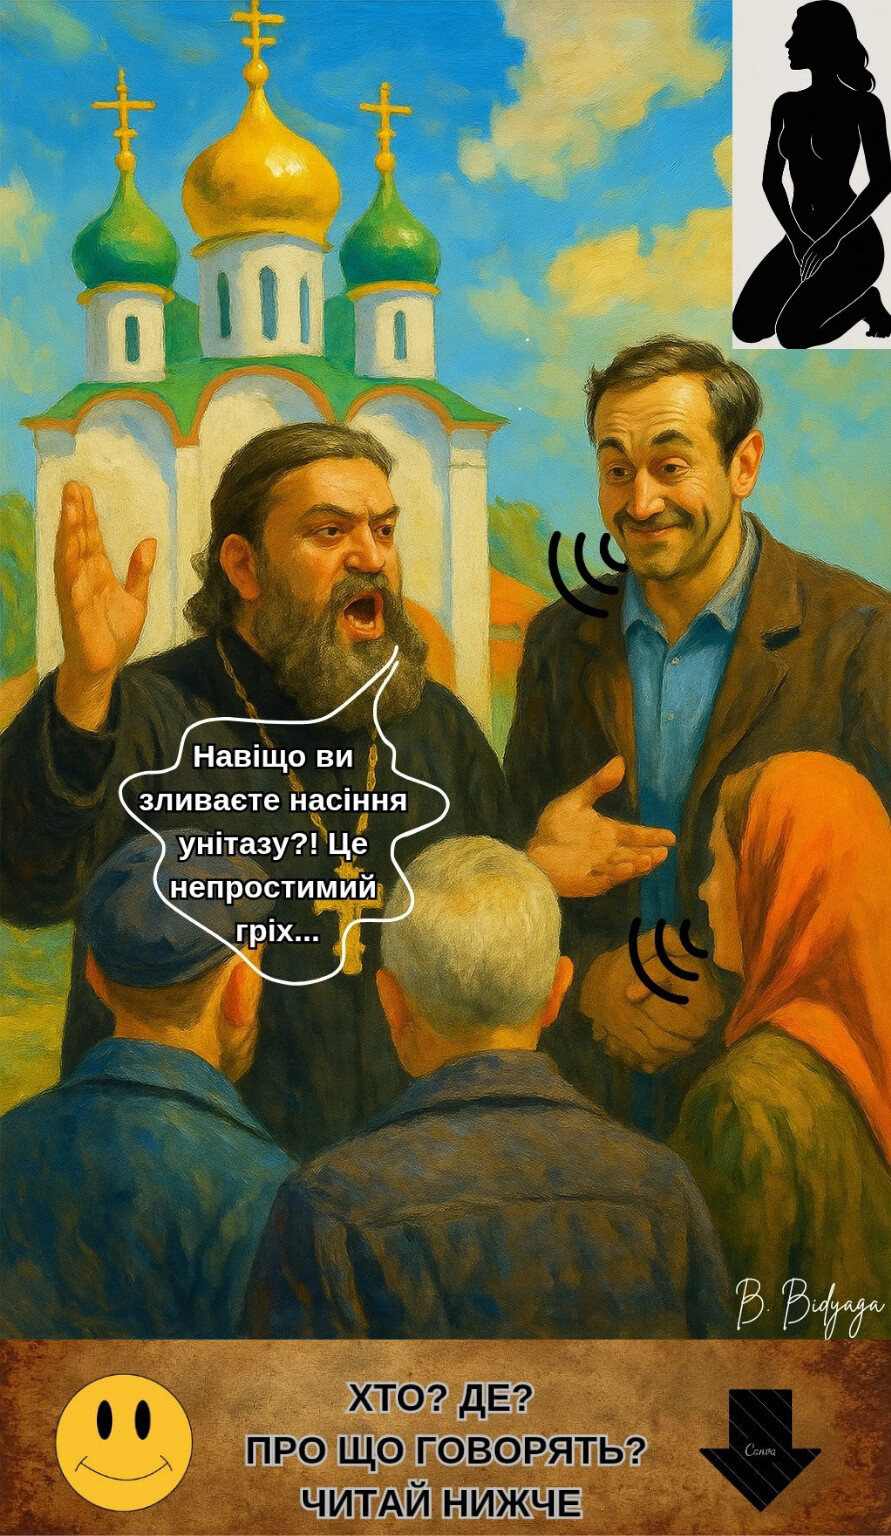 Навіщо ви
зливаєте насіння
унітазу?! Це
непростимий
гріх...
B. Bidyaga
ХТО? ДЕ?
ПРО ЩО ГОВОРЯТЬ?
ЧИТАЙ НИЖЧЕ
Canva